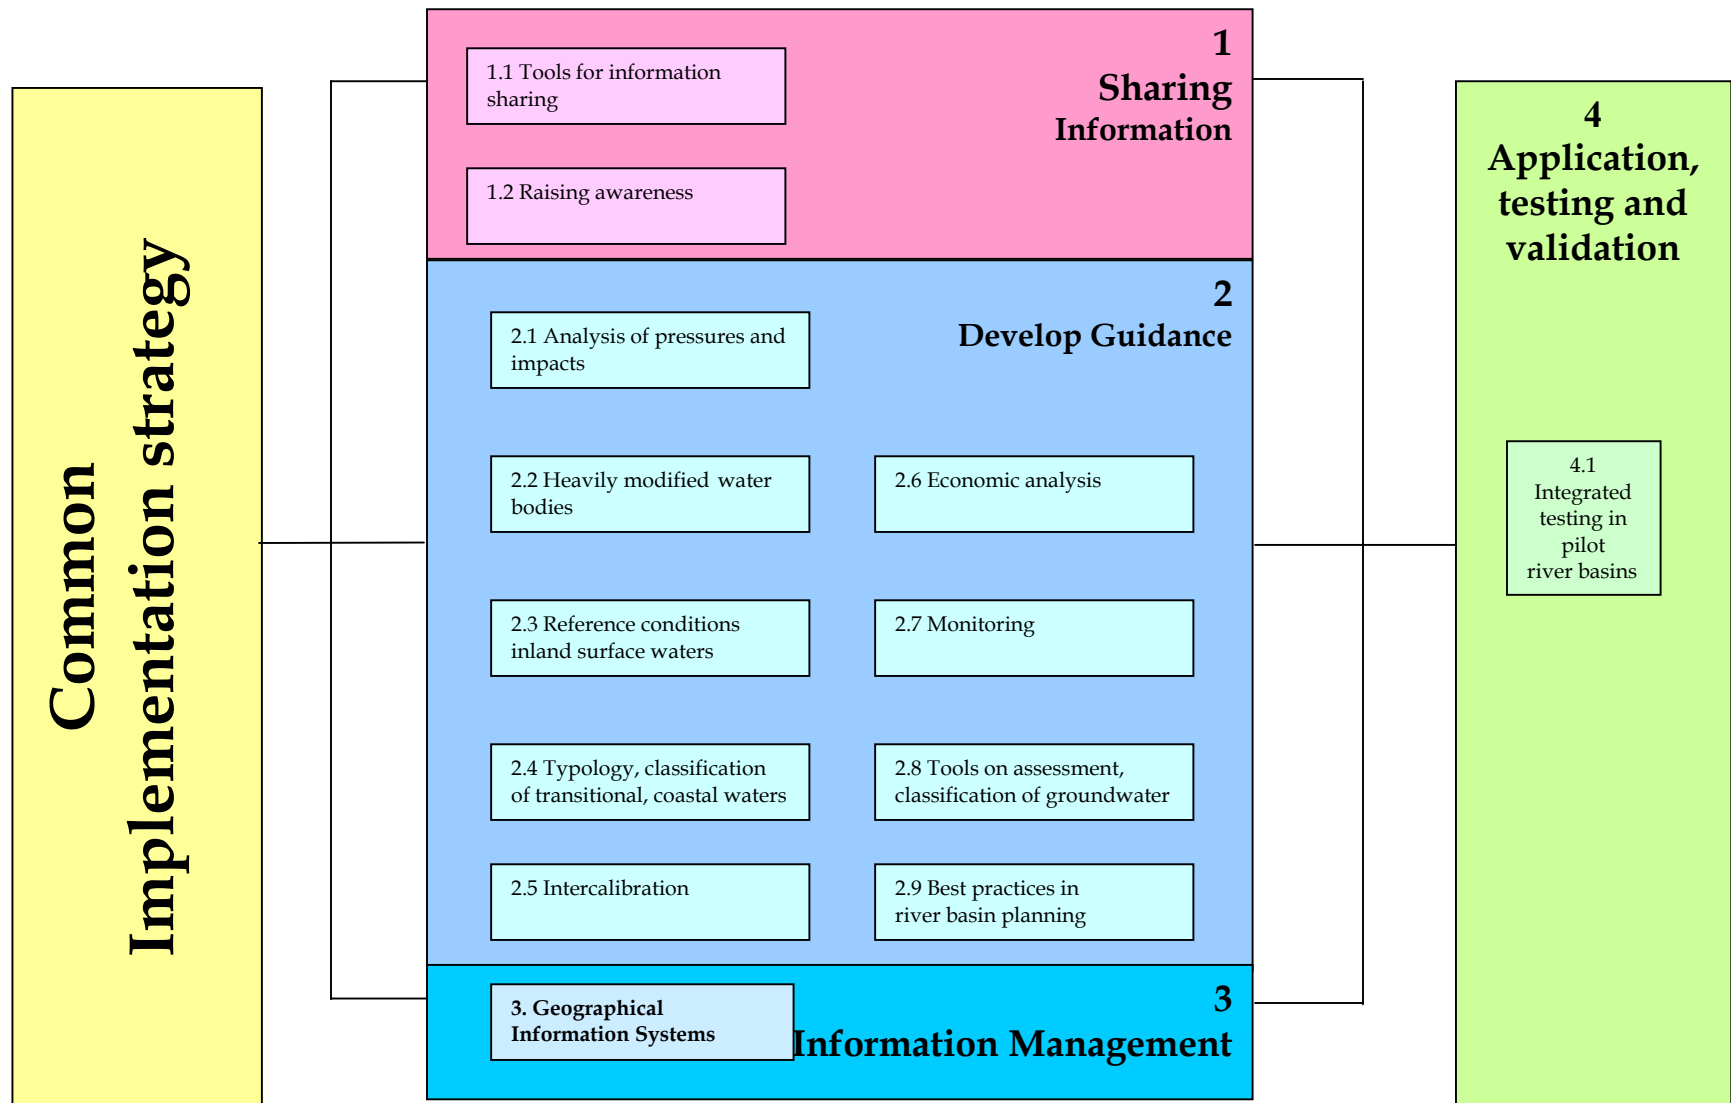 Common
Implementation strategy
1
Sharing
Information
1.1 Tools for information
sharing
1.2 Raising awareness
2
Develop Guidance
2.1 Analysis of pressures and
impacts
2.2 Heavily modified water
bodies
2.3 Reference conditions
inland surface waters
2.4 Typology, classification
of transitional, coastal waters
2.5 Intercalibration
2.6 Economic analysis
2.7 Monitoring
2.8 Tools on assessment,
classification of groundwater
2.9 Best practices in
river basin planning
3
Information Management
3. Geographical
Information Systems
4
Application,
testing and
validation
4.1
Integrated
testing in
pilot
river basins